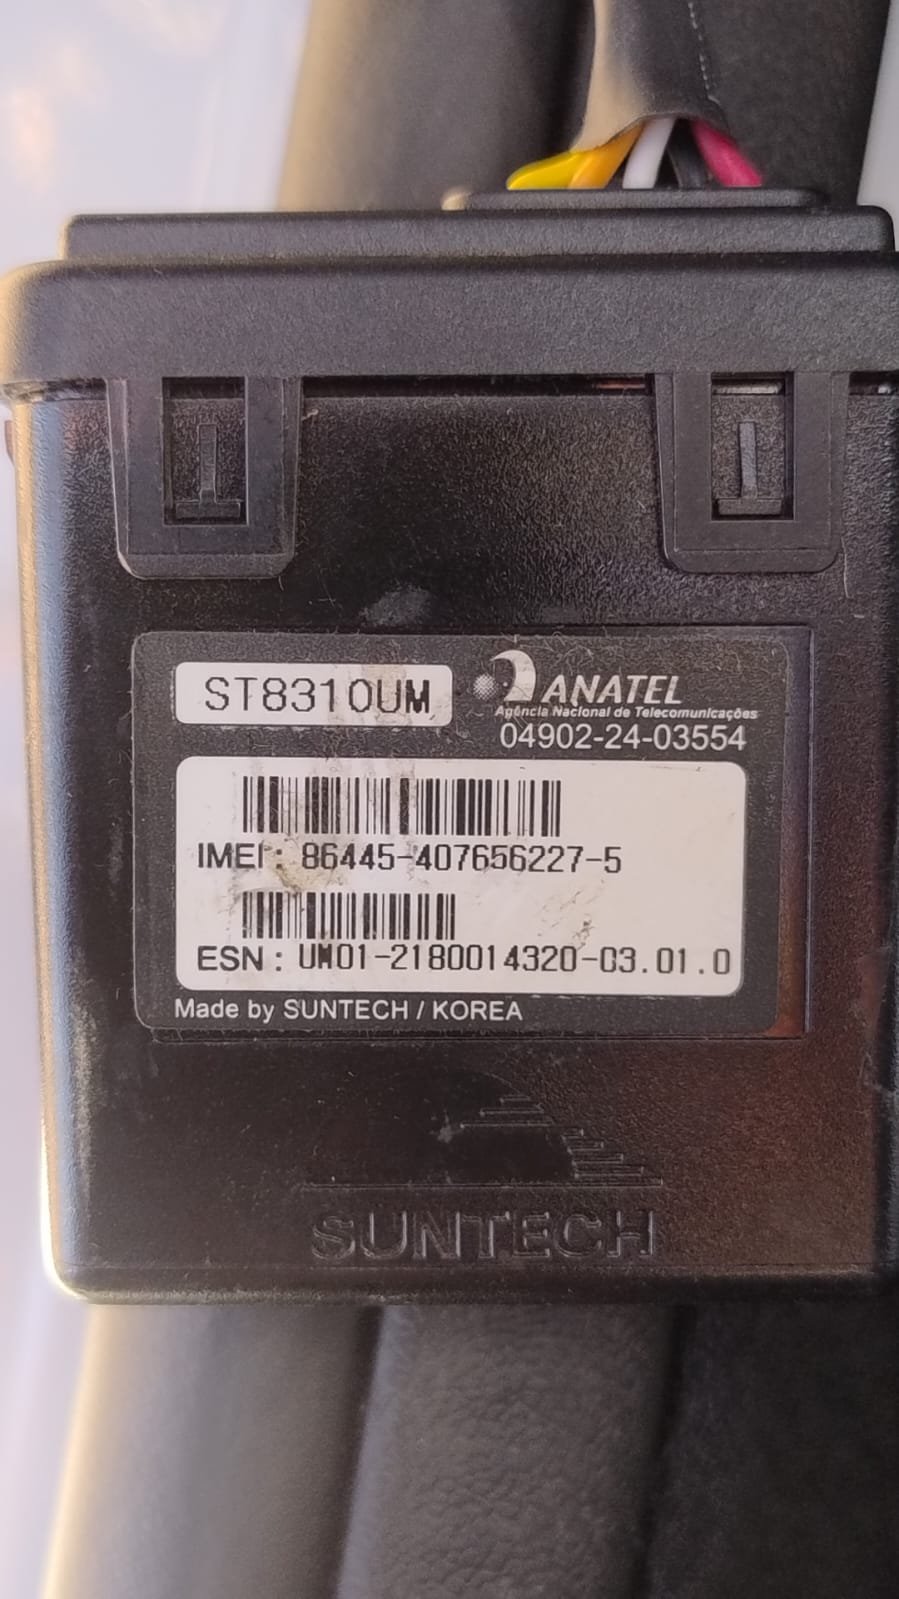 ST8310UM
ANATEL
Agência Nacional de Telecomunicações
04902-24-03554
IMEI: 86445-407656227-5
ESN: UM01-2180014320-03.01.0
Made by SUNTECH / KOREA
SUNTECH